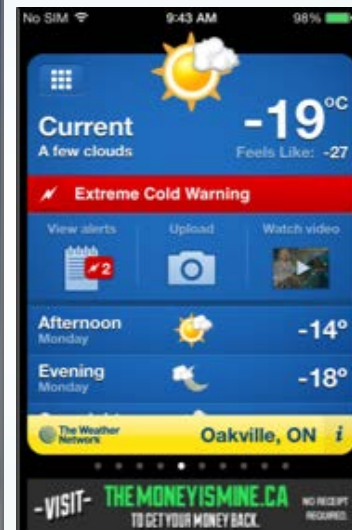 No SIM 9:43 AM 98%
-19°C
Current
A few clouds Feels Like: -27
Extreme Cold Warning
View alerts Upload Watch video
2
Afternoon
Monday -14°
Evening
Monday -18°
The Weather Network Oakville, ON i
-VISIT- THEMONEYISMINE.CA
TO GET YOUR MONEY BACK.
NO RECEIPT
REQUIRED.